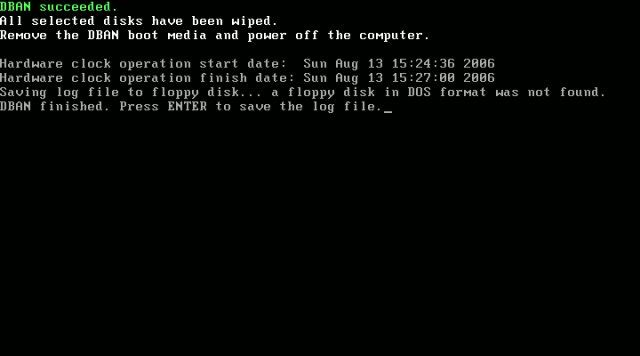 DBAN succeeded.
All selected disks have been wiped.
Remove the DBAN boot media and power off the computer.
Hardware clock operation start date:  Sun Aug 13 15:24:36 2006
Hardware clock operation finish date: Sun Aug 13 15:27:00 2006
Saving log file to floppy disk... a floppy disk in DOS format was not found.
DBAN finished. Press ENTER to save the log file._